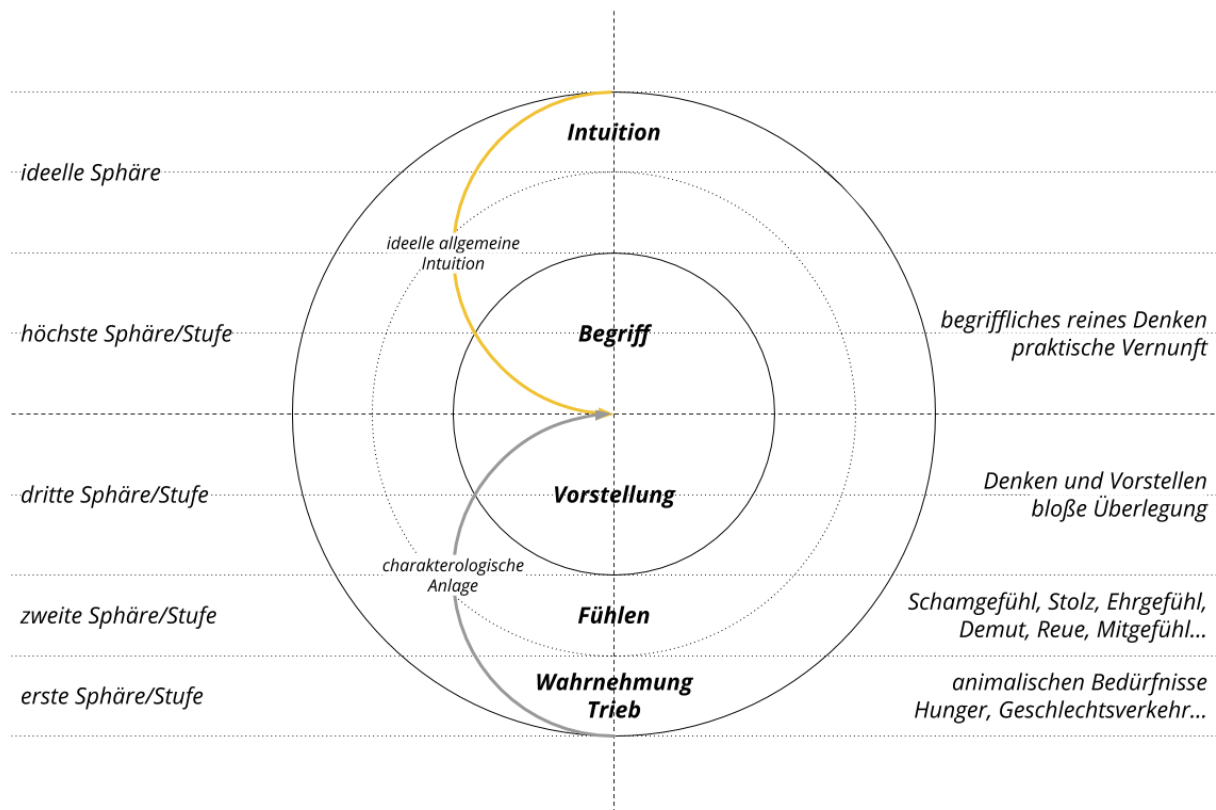 Intuition
ideelle Sphäre
ideelle allgemeine
Intuition
höchste Sphäre/Stufe
Begriff
begriffliches reines Denken
praktische Vernunft
dritte Sphäre/Stufe
Vorstellung
Denken und Vorstellen
bloße Überlegung
charakterologische
Anlage
zweite Sphäre/Stufe
Fühlen
Schamgefühl, Stolz, Ehrgefühl,
Demut, Reue, Mitgefühl...
erste Sphäre/Stufe
Wahrnehmung
Trieb
animalischen Bedürfnisse
Hunger, Geschlechtsverkehr...